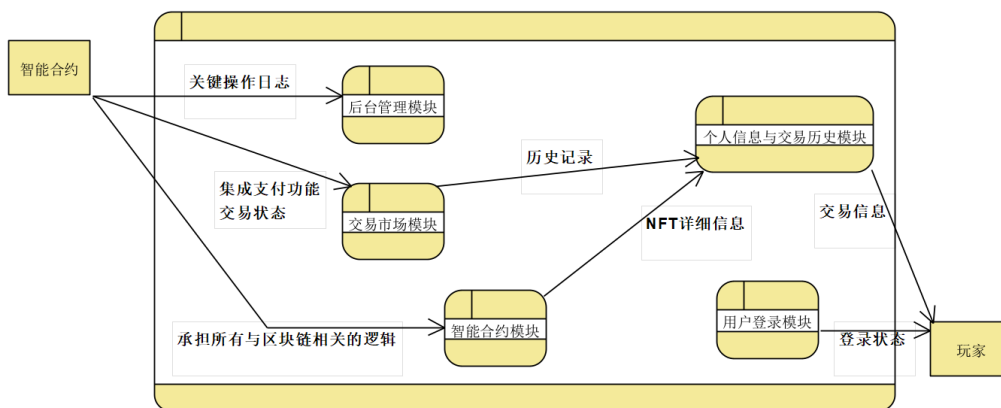 智能合约
关键操作日志
后台管理模块
个人信息与交易历史模块
历史记录
集成支付功能
交易状态
交易市场模块
NFT详细信息
交易信息
承担所有与区块链相关的逻辑
智能合约模块
用户登录模块
登录状态
玩家